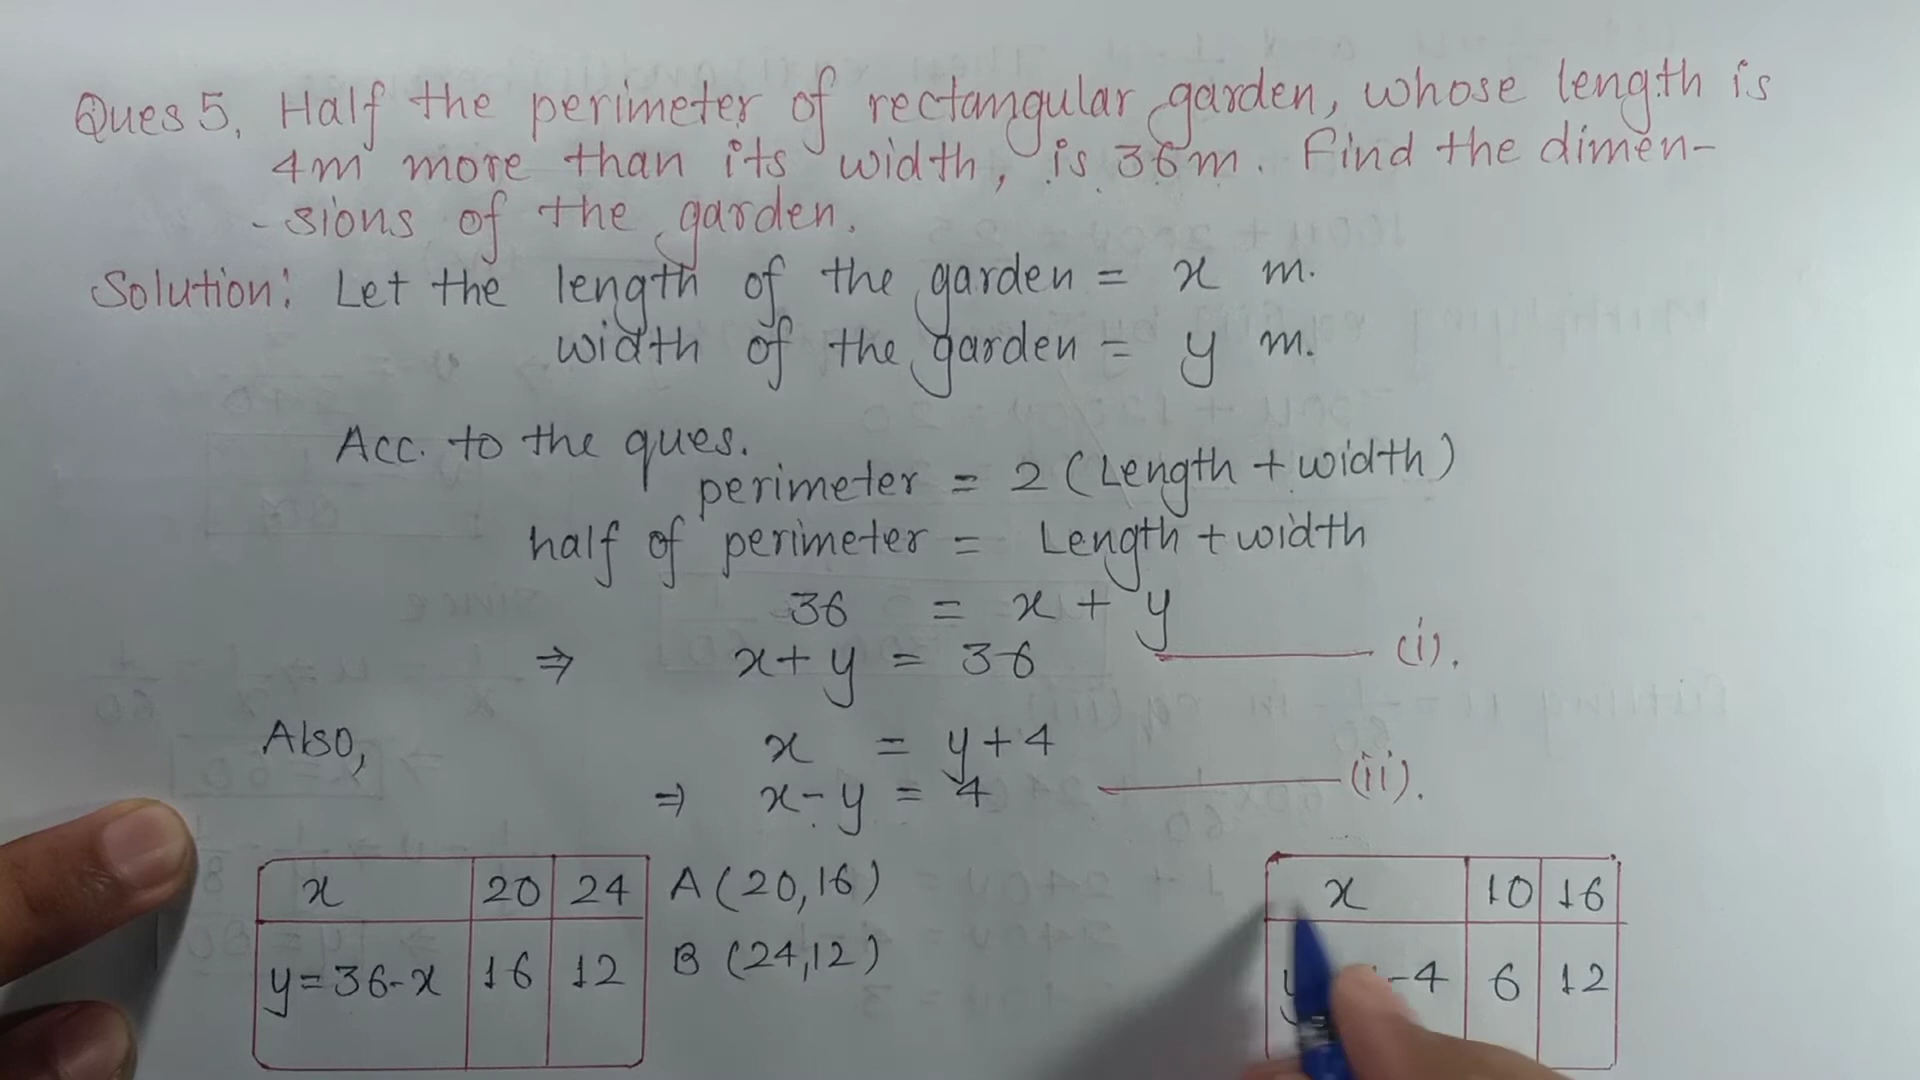 Ques 5. Half the perimeter of rectangular garden, whose length is
4m more than its width, is 36m. Find the dimen-
-sions of the garden.
Solution: Let the length of the garden = x m.
width of the garden = y m.
Acc. to the ques.
perimeter = 2 (Length + width)
half of perimeter = Length + width
36 = x + y
⇒ x + y = 36 (i).
Also, x = y + 4
⇒ x - y = 4 (ii).
x 20 24 A (20,16)
y = 36 - x 16 12 B (24,12)
x 10 16
-4 6 12